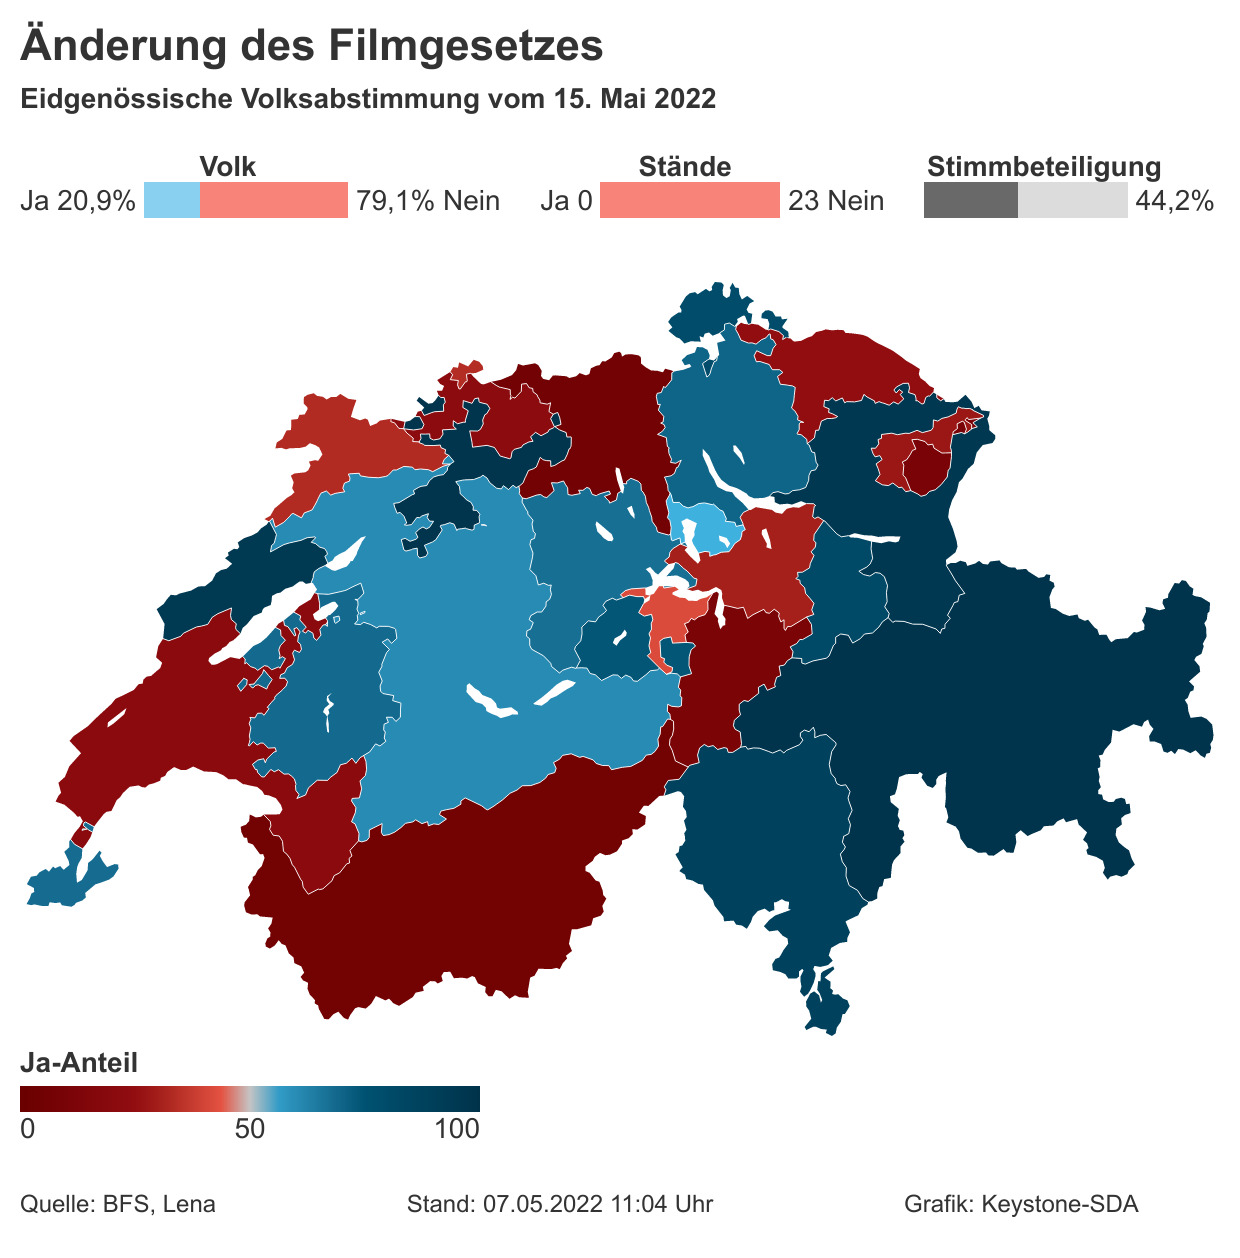 Änderung des Filmgesetzes
Eidgenössische Volksabstimmung vom 15. Mai 2022
Volk
Stände
Stimmbeteiligung
Ja 20,9%
79,1% Nein
Ja 0
23 Nein
44,2%
Ja-Anteil
0
50
100
Quelle: BFS, Lena
Stand: 07.05.2022 11:04 Uhr
Grafik: Keystone-SDA